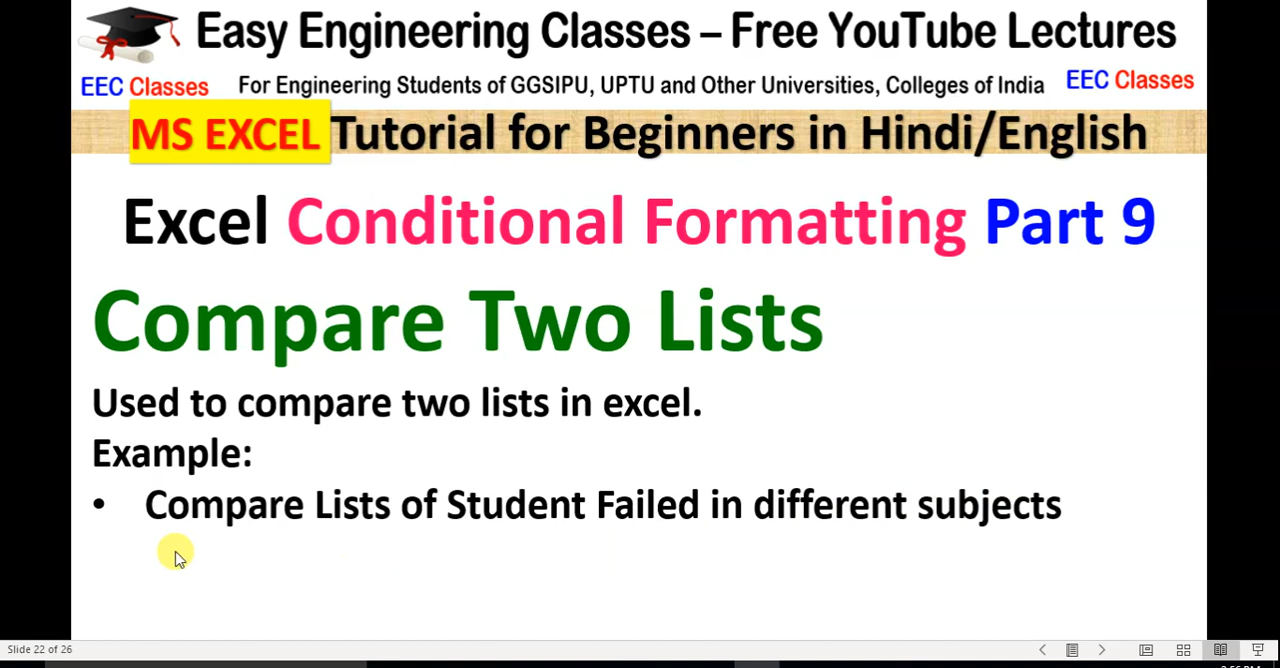 Easy Engineering Classes – Free YouTube Lectures
EEC Classes For Engineering Students of GGSIPU, UPTU and Other Universities, Colleges of India EEC Classes
MS EXCEL Tutorial for Beginners in Hindi/English
Excel Conditional Formatting Part 9
Compare Two Lists
Used to compare two lists in excel.
Example:
• Compare Lists of Student Failed in different subjects
Slide 22 of 26